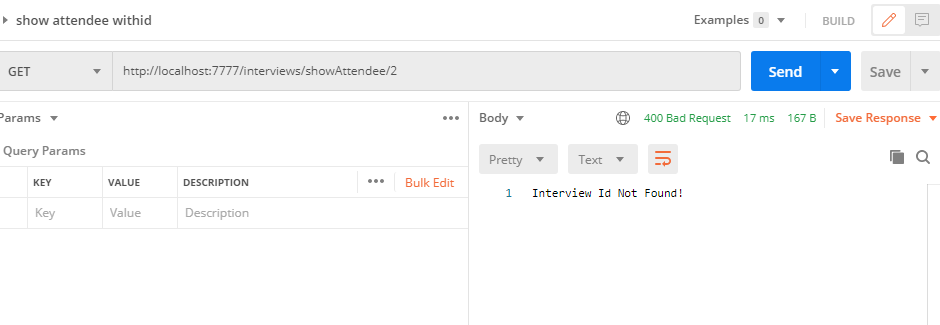 show attendee withid
Examples 0
BUILD
GET
http://localhost:7777/interviews/showAttendee/2
Send
Save
Params
Body
400 Bad Request 17 ms 167 B
Save Response
Query Params
Pretty
Text
KEY VALUE DESCRIPTION
Bulk Edit
Key Value Description
1 Interview Id Not Found!